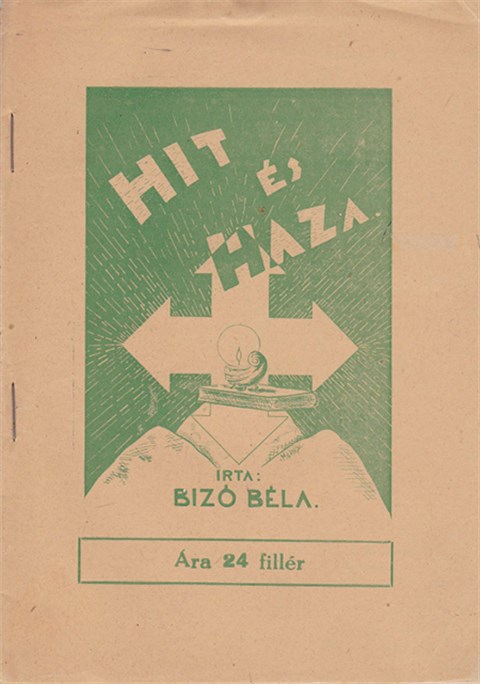 HIT
ÉS
HAZA.
IRTA:
BIZÓ BÉLA.
Ára 24 fillér